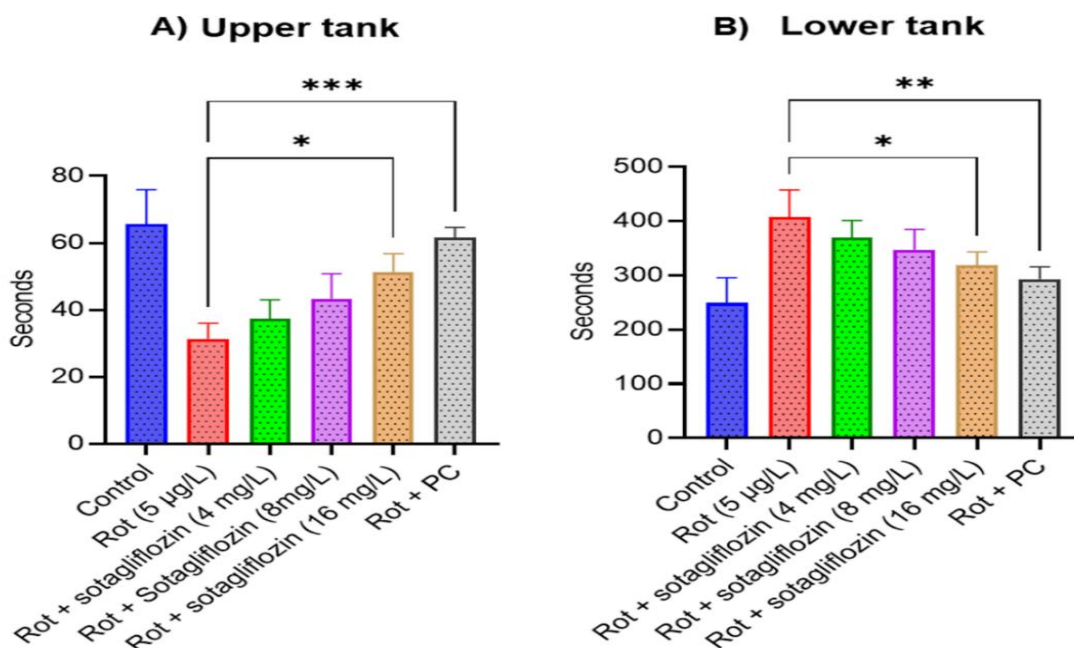 A) Upper tank
***
*
80
60
40
20
0
Seconds
Control
Rot (5 µg/L)
Rot + sotagliflozin (4 mg/L)
Rot + Sotagliflozin (8mg/L)
Rot + sotagliflozin (16 mg/L)
Rot + PC
B) Lower tank
**
*
500
400
300
200
100
0
Seconds
Control
Rot (5 µg/L)
Rot + sotagliflozin (4 mg/L)
Rot + sotagliflozin (8 mg/L)
Rot + sotagliflozin (16 mg/L)
Rot + PC